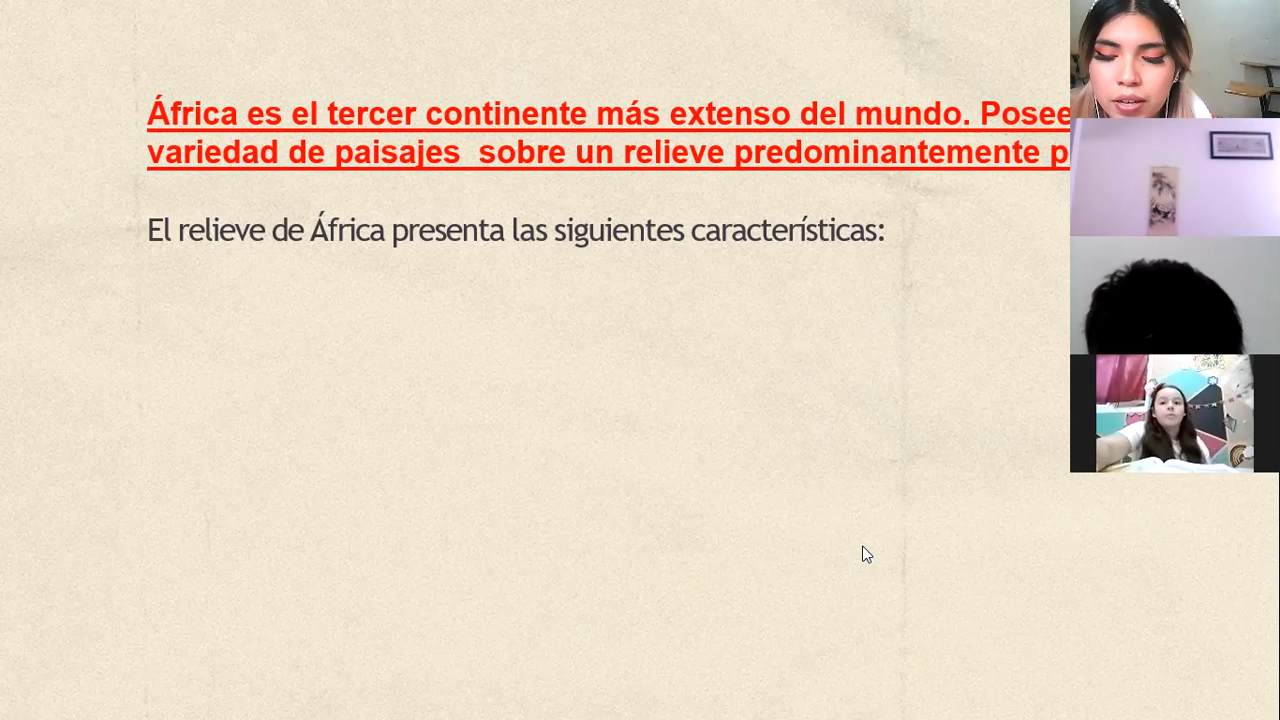 África es el tercer continente más extenso del mundo. Posee
variedad de paisajes  sobre un relieve predominantemente
El relieve de África presenta las siguientes características: